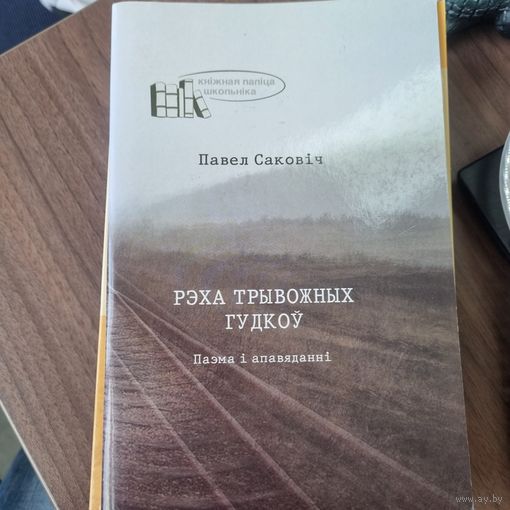 кніжная паліца
школьніка
Павел Саковіч
РЭХА ТРЫВОЖНЫХ
ГУДКОЎ
Паэма і апавяданні
www.ay.by